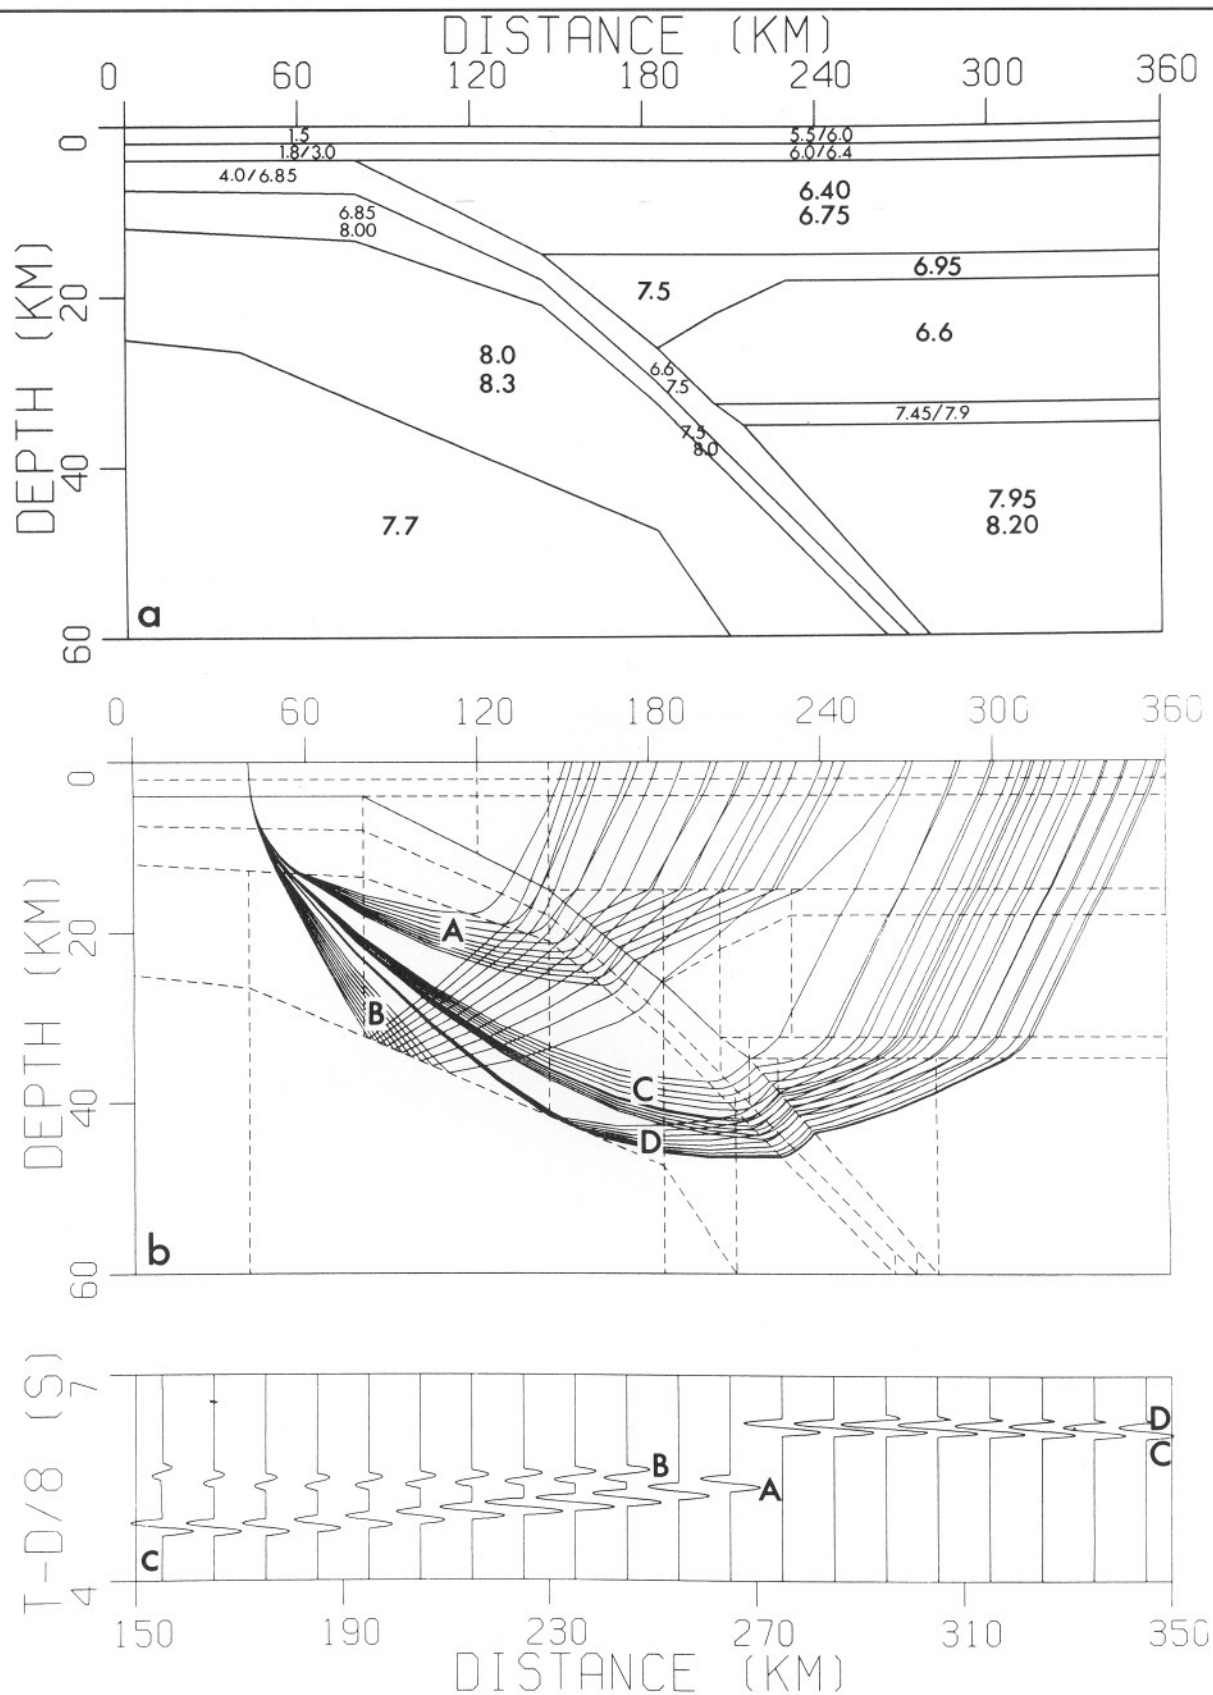 DISTANCE (KM)
0 60 120 180 240 300 360
DEPTH (KM)
0
20
40
60
1.5
5.5/6.0
1.8/3.0
6.0/6.4
4.0/6.85
6.40
6.75
6.85
8.00
6.95
7.5
6.6
8.0
8.3
6.6
7.5
7.45/7.9
7.5
8.0
7.95
8.20
7.7
a
0 60 120 180 240 300 360
DEPTH (KM)
0
20
40
60
A
B
C
D
b
T-D/8 (S)
7
4
B
A
D
C
c
150 190 230 270 310 350
DISTANCE (KM)